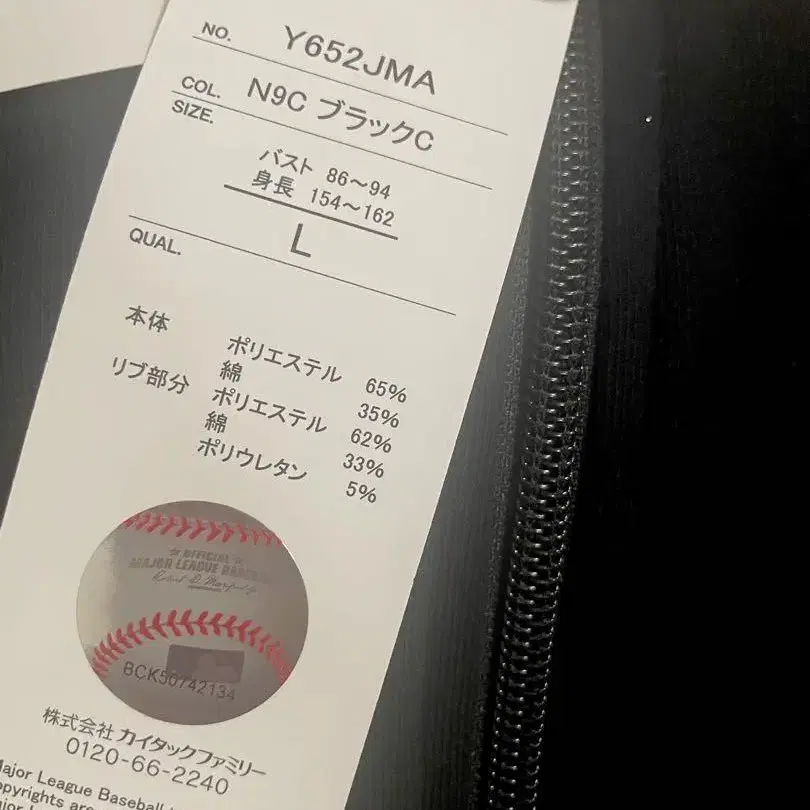 NO. Y652JMA
COL. N9C ブラックC
SIZE.
バスト 86～94
身長 154～162
L
QUAL.
本体 ポリエステル 65%
綿 35%
リブ部分 ポリエステル 62%
綿 33%
ポリウレタン 5%
OFFICIAL
MAJOR LEAGUE
BCK50742134
株式会社 カイタックファミリー
0120-66-2240
Major League Baseball